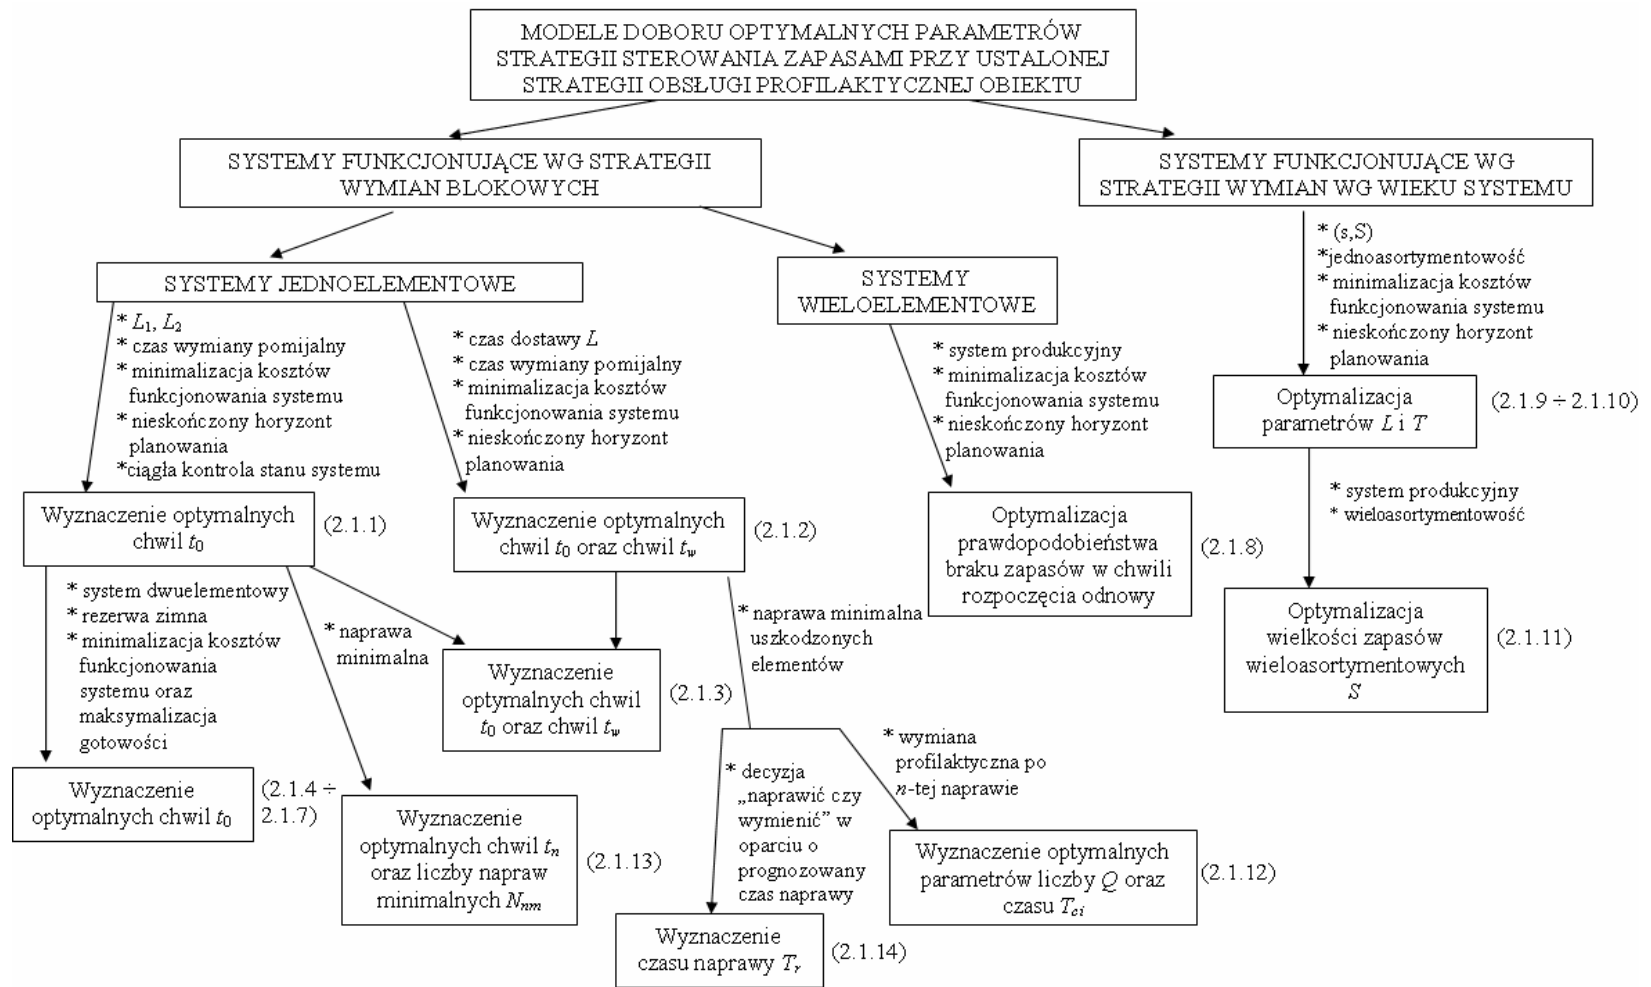 MODELE DOBORU OPTYMALNYCH PARAMETRÓW
STRATEGII STEROWANIA ZAPASAMI PRZY USTALONEJ
STRATEGII OBSŁUGI PROFILAKTYCZNEJ OBIEKTU
SYSTEMY FUNKCJONUJĄCE WG STRATEGII
WYMIAN BLOKOWYCH
SYSTEMY FUNKCJONUJĄCE WG
STRATEGII WYMIAN WG WIEKU SYSTEMU
SYSTEMY JEDNOELEMENTOWE
SYSTEMY
WIELOELEMENTOWE
* (s,S)
*jednoasortymentowość
* minimalizacja kosztów
funkcjonowania systemu
* nieskończony horyzont
planowania
* L₁, L₂
* czas wymiany pomijalny
* minimalizacja kosztów
funkcjonowania systemu
* nieskończony horyzont
planowania
*ciągła kontrola stanu systemu
* czas dostawy L
* czas wymiany pomijalny
* minimalizacja kosztów
funkcjonowania systemu
* nieskończony horyzont
planowania
* system produkcyjny
* minimalizacja kosztów
funkcjonowania systemu
* nieskończony horyzont
planowania
Optymalizacja
parametrów L i T
(2.1.9 ÷ 2.1.10)
Wyznaczenie optymalnych
chwil t₀
(2.1.1)
Wyznaczenie optymalnych
chwil t₀ oraz chwil t_w
(2.1.2)
Optymalizacja
prawdopodobieństwa
braku zapasów w chwili
rozpoczęcia odnowy
(2.1.8)
* system produkcyjny
* wieloasortymentowość
Optymalizacja
wielkości zapasów
wieloasortymentowych
S
(2.1.11)
* system dwuelementowy
* rezerwa zimna
* minimalizacja kosztów
funkcjonowania
systemu oraz
maksymalizacja
gotowości
* naprawa
minimalna
Wyznaczenie
optymalnych chwil
t₀ oraz chwil t_w
(2.1.3)
* naprawa minimalna
uszkodzonych
elementów
Wyznaczenie
optymalnych chwil t₀
(2.1.4 ÷
2.1.7)
Wyznaczenie
optymalnych chwil t_n
oraz liczby napraw
minimalnych N_nm
(2.1.13)
* decyzja
„naprawić czy
wymienić” w
oparciu o
prognozowany
czas naprawy
* wymiana
profilaktyczna po
n-tej naprawie
Wyznaczenie optymalnych
parametrów liczby Q oraz
czasu T_ci
(2.1.12)
Wyznaczenie
czasu naprawy T_r
(2.1.14)